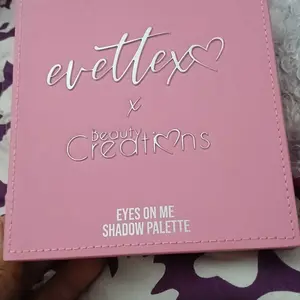 evettexo
x
Beauty
Creations
EYES ON ME
SHADOW PALETTE